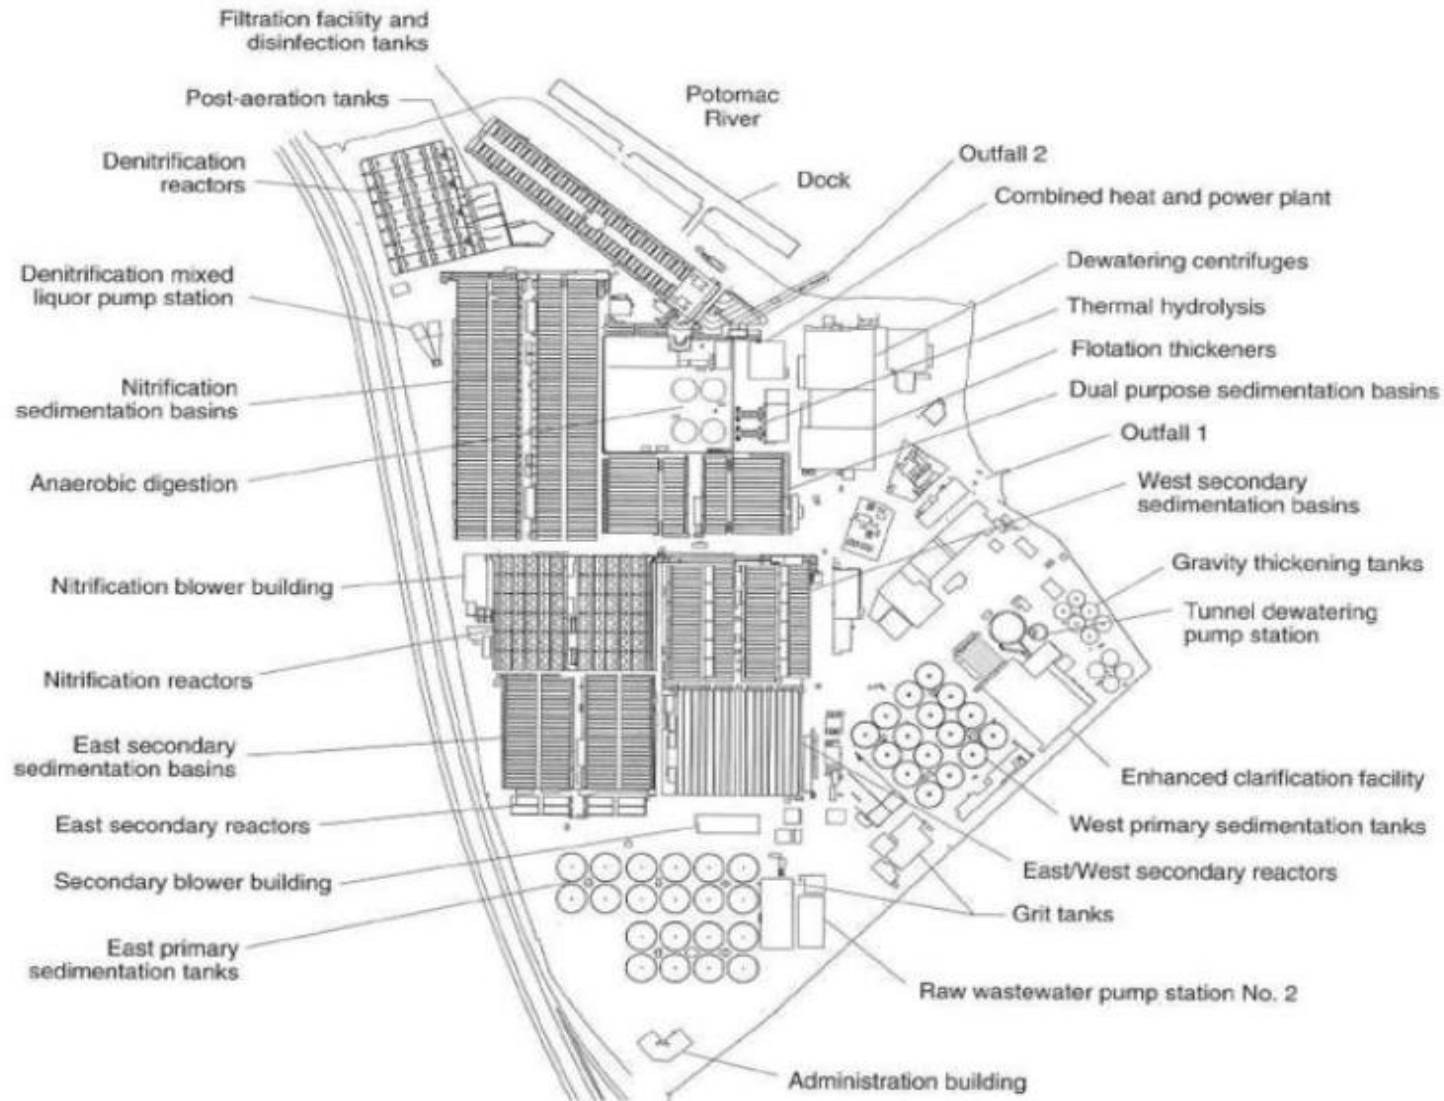 Filtration facility and
disinfection tanks
Post-aeration tanks
Denitrification
reactors
Denitrification mixed
liquor pump station
Nitrification
sedimentation basins
Anaerobic digestion
Nitrification blower building
Nitrification reactors
East secondary
sedimentation basins
East secondary reactors
Secondary blower building
East primary
sedimentation tanks
Potomac
River
Dock
Outfall 2
Combined heat and power plant
Dewatering centrifuges
Thermal hydrolysis
Flotation thickeners
Dual purpose sedimentation basins
Outfall 1
West secondary
sedimentation basins
Gravity thickening tanks
Tunnel dewatering
pump station
Enhanced clarification facility
West primary sedimentation tanks
East/West secondary reactors
Grit tanks
Raw wastewater pump station No. 2
Administration building